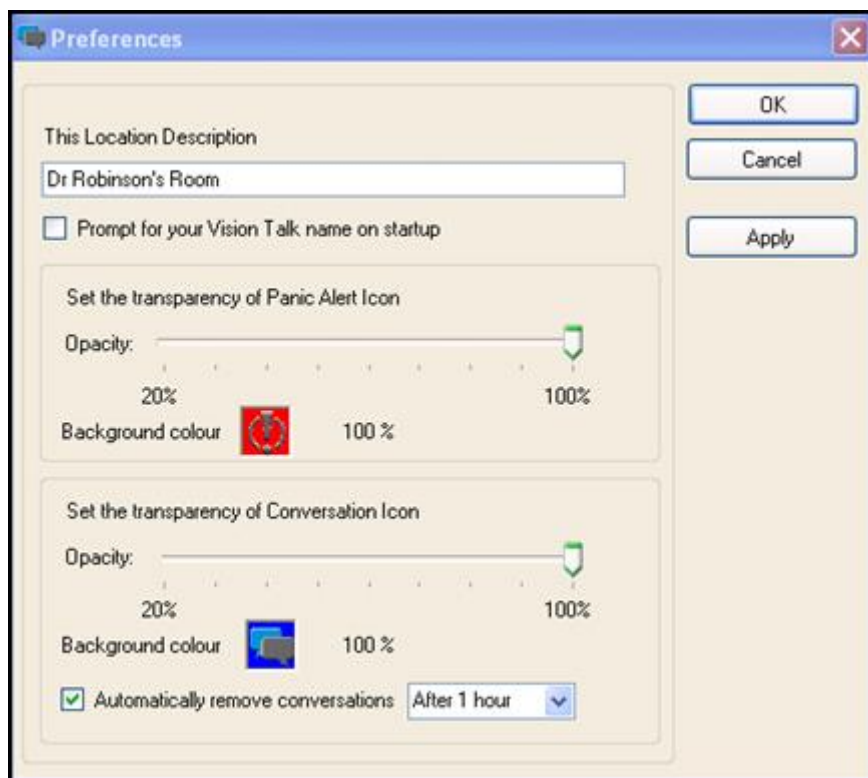 Preferences
OK
This Location Description
Cancel
Dr Robinson's Room
Prompt for your Vision Talk name on startup
Apply
Set the transparency of Panic Alert Icon
Opacity:
20% 100%
Background colour 100 %
Set the transparency of Conversation Icon
Opacity:
20% 100%
Background colour 100 %
Automatically remove conversations After 1 hour